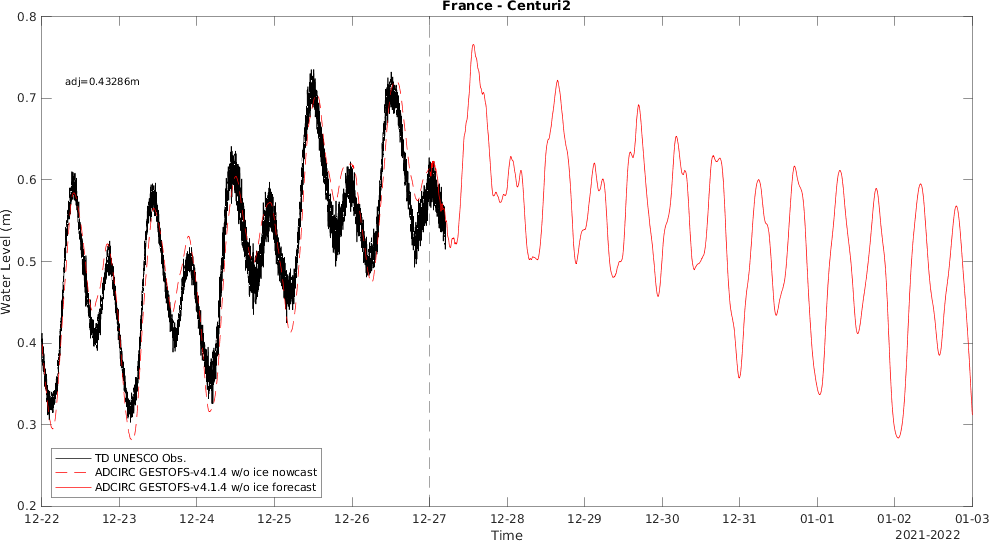 France - Centuri2
adj=0.43286m
0.8
0.7
0.6
0.5
0.4
0.3
0.2
Water Level (m)
TD UNESCO Obs.
ADCIRC GESTOFS-v4.1.4 w/o ice nowcast
ADCIRC GESTOFS-v4.1.4 w/o ice forecast
12-22 12-23 12-24 12-25 12-26 12-27 12-28 12-29 12-30 12-31 01-01 01-02 01-03
Time
2021-2022